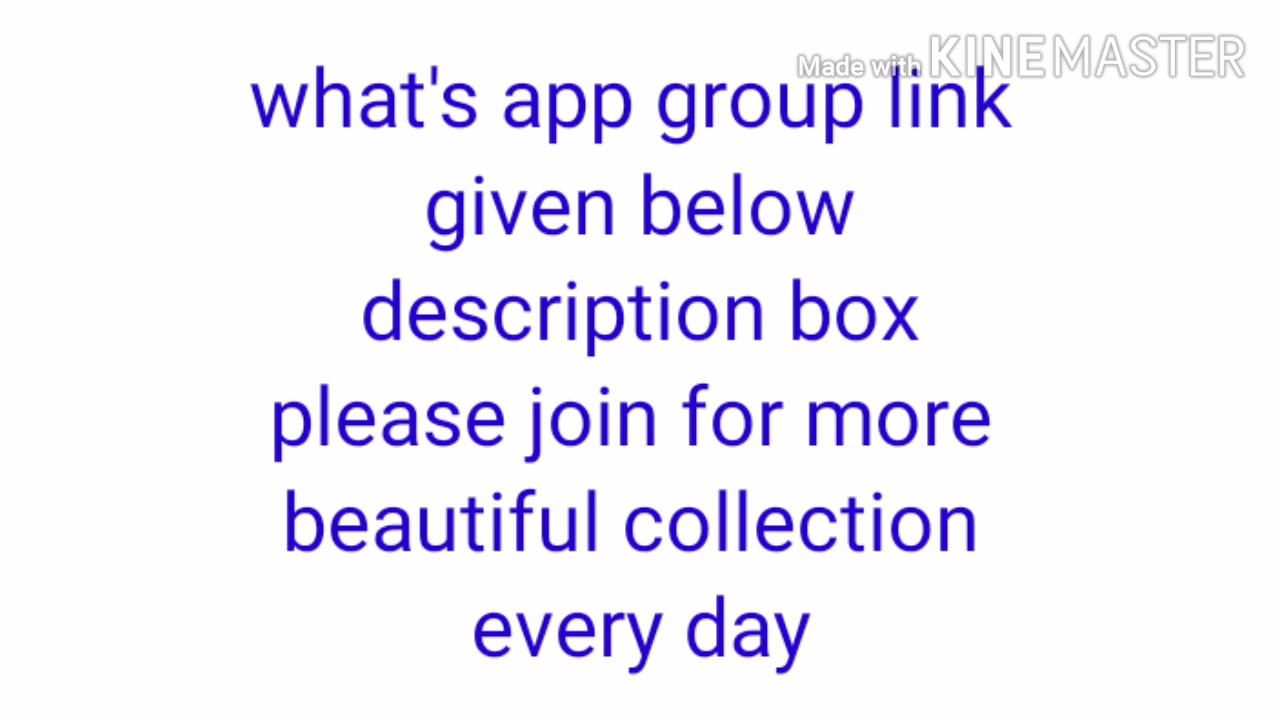 Made with KINEMASTER
what's app group link
given below
description box
please join for more
beautiful collection
every day